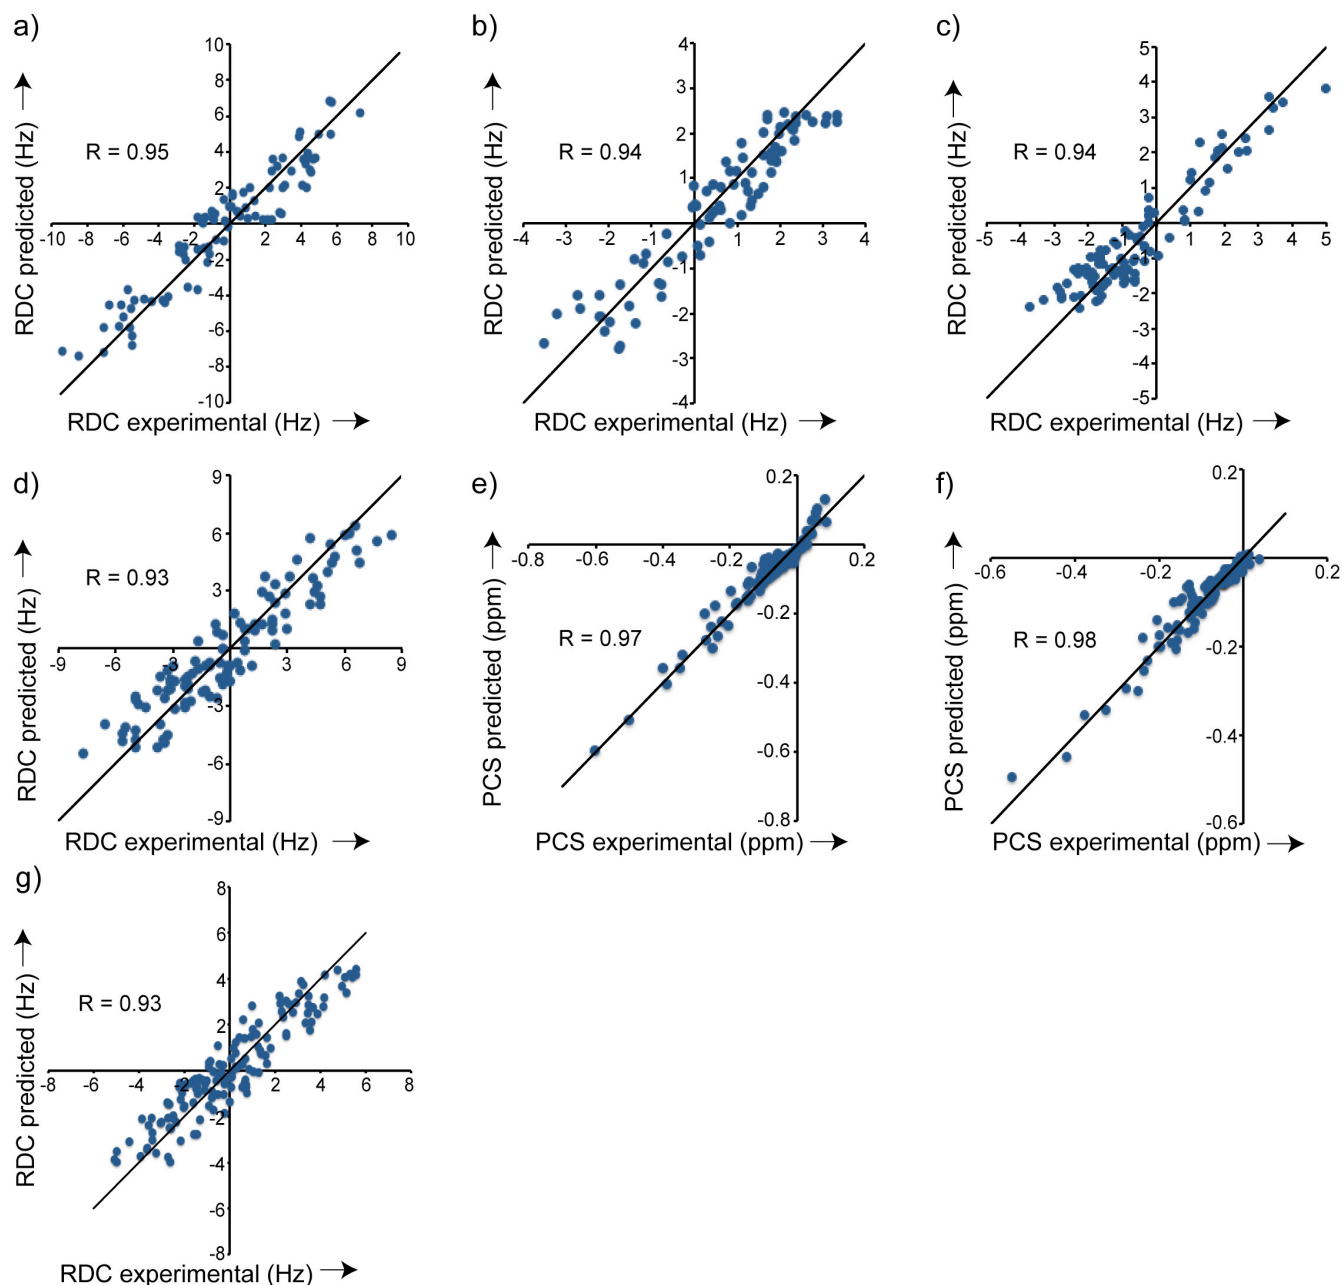 a)
RDC predicted (Hz)
R = 0.95
10
8
6
4
2
-10 -8 -6 -4 -2 2 4 6 8 10
-2
-4
-6
-8
-10
RDC experimental (Hz)
b)
RDC predicted (Hz)
R = 0.94
4
3
2
1
-4 -3 -2 -1 1 2 3 4
-1
-2
-3
-4
RDC experimental (Hz)
c)
RDC predicted (Hz)
R = 0.94
5
4
3
2
1
-5 -4 -3 -2 -1 1 2 3 4 5
-1
-2
-3
-4
-5
RDC experimental (Hz)
d)
RDC predicted (Hz)
R = 0.93
9
6
3
-9 -6 -3 3 6 9
-3
-6
-9
RDC experimental (Hz)
e)
PCS predicted (ppm)
R = 0.97
0.2
-0.8 -0.6 -0.4 -0.2 0.2
-0.2
-0.4
-0.6
-0.8
PCS experimental (ppm)
f)
PCS predicted (ppm)
R = 0.98
0.2
-0.6 -0.4 -0.2 0.2
-0.2
-0.4
-0.6
PCS experimental (ppm)
g)
RDC predicted (Hz)
R = 0.93
8
6
4
2
-8 -6 -4 -2 2 4 6 8
-2
-4
-6
-8
RDC experimental (Hz)